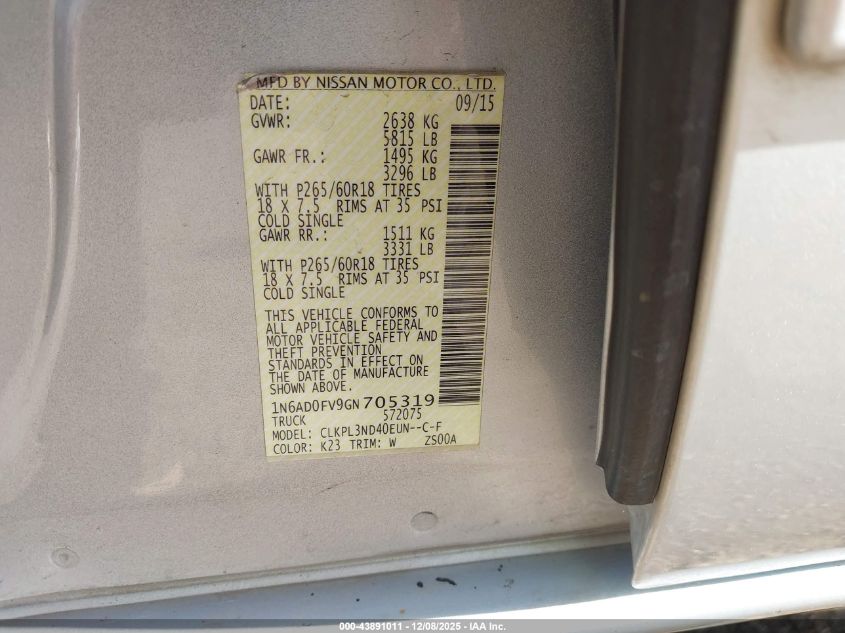 MFD BY NISSAN MOTOR CO., LTD.
DATE: 09/15
GVWR: 2638 KG
5815 LB
GAWR FR.: 1495 KG
3296 LB
WITH P265/60R18 TIRES
18 X 7.5 RIMS AT 35 PSI
COLD SINGLE
GAWR RR.: 1511 KG
3331 LB
WITH P265/60R18 TIRES
18 X 7.5 RIMS AT 35 PSI
COLD SINGLE
THIS VEHICLE CONFORMS TO
ALL APPLICABLE FEDERAL
MOTOR VEHICLE SAFETY AND
THEFT PREVENTION
STANDARDS IN EFFECT ON
THE DATE OF MANUFACTURE
SHOWN ABOVE.
1N6AD0FV9GN 705319
TRUCK 572075
MODEL: CLKPL3ND40EUN--C-F
COLOR: K23 TRIM: W ZS00A
000-43891011 - 12/08/2025 - IAA Inc.